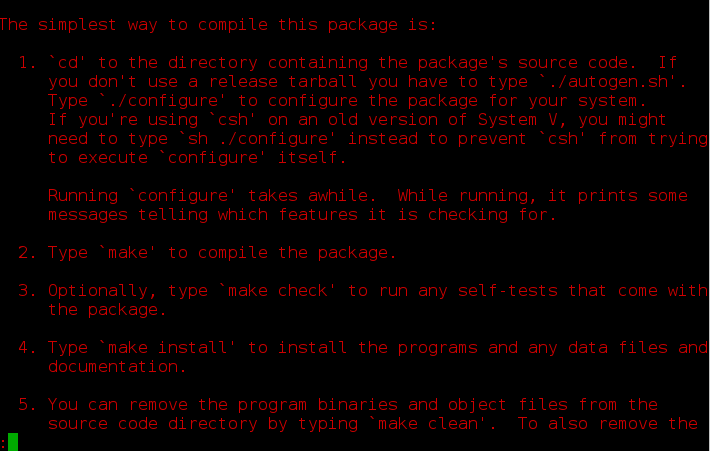 The simplest way to compile this package is:
1. `cd' to the directory containing the package's source code.  If
you don't use a release tarball you have to type `./autogen.sh'.
Type `./configure' to configure the package for your system.
If you're using `csh' on an old version of System V, you might
need to type `sh ./configure' instead to prevent `csh' from trying
to execute `configure' itself.
Running `configure' takes awhile.  While running, it prints some
messages telling which features it is checking for.
2. Type `make' to compile the package.
3. Optionally, type `make check' to run any self-tests that come with
the package.
4. Type `make install' to install the programs and any data files and
documentation.
5. You can remove the program binaries and object files from the
source code directory by typing `make clean'.  To also remove the
: